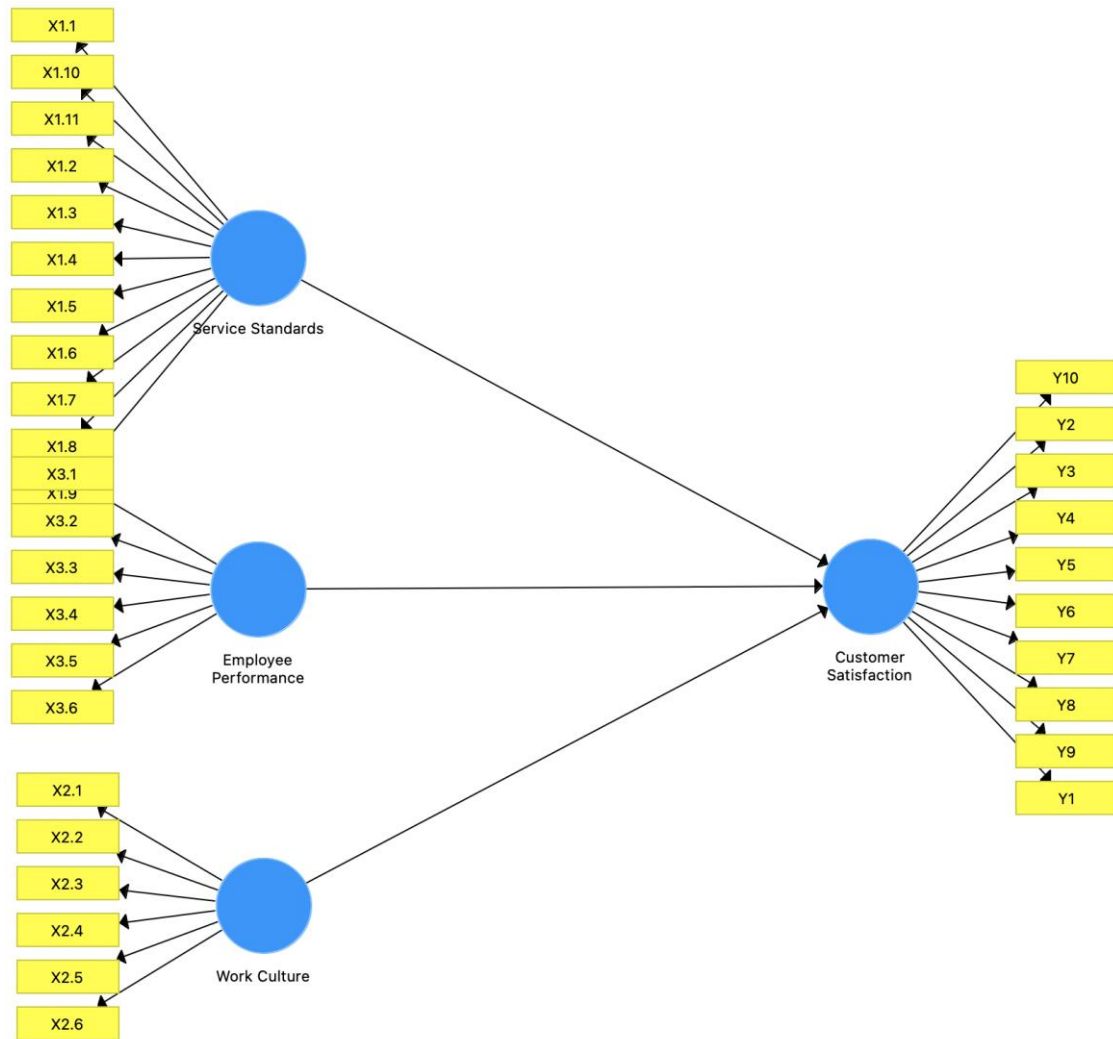 X1.1
X1.10
X1.11
X1.2
X1.3
X1.4
X1.5
X1.6
X1.7
X1.8
X3.1
X1.9
X3.2
X3.3
X3.4
X3.5
X3.6
Service Standards
Employee
Performance
X2.1
X2.2
X2.3
X2.4
X2.5
X2.6
Work Culture
Customer
Satisfaction
Y10
Y2
Y3
Y4
Y5
Y6
Y7
Y8
Y9
Y1